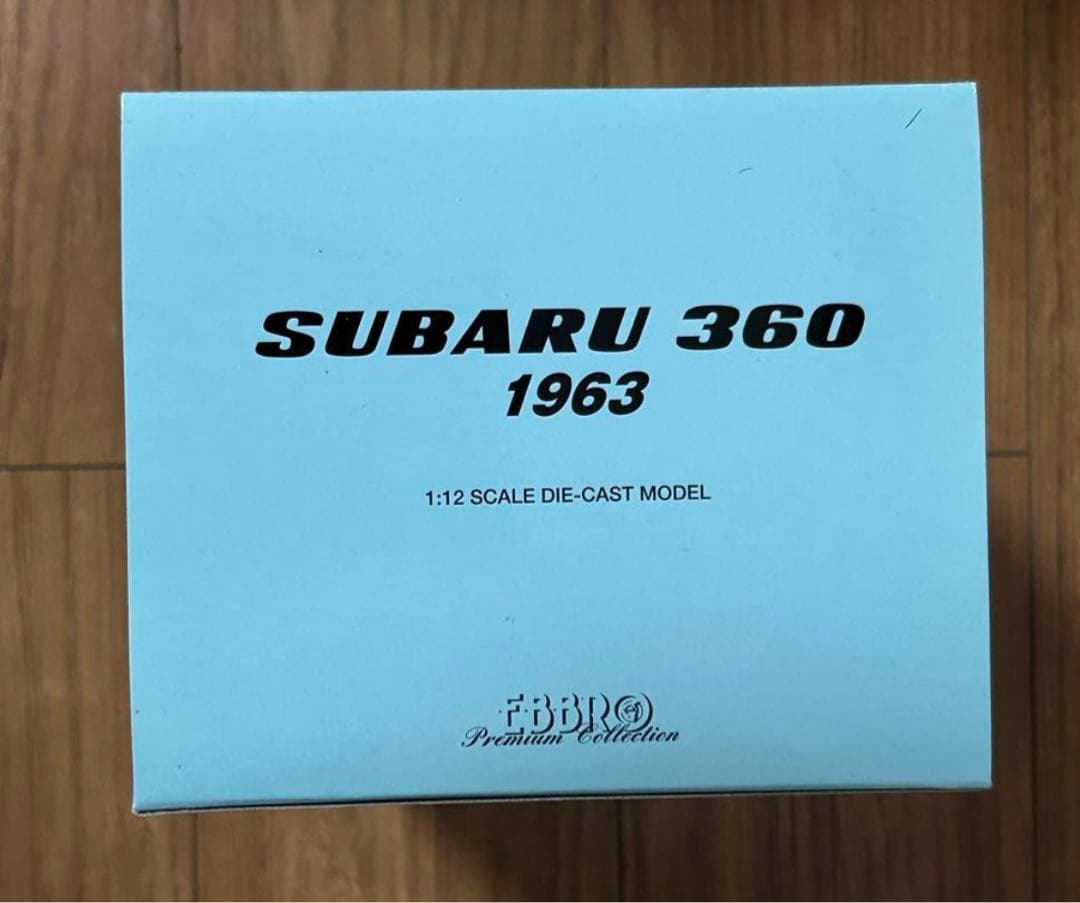 SUBARU 360
1963
1:12 SCALE DIE-CAST MODEL
EBBRO
Premium Collection